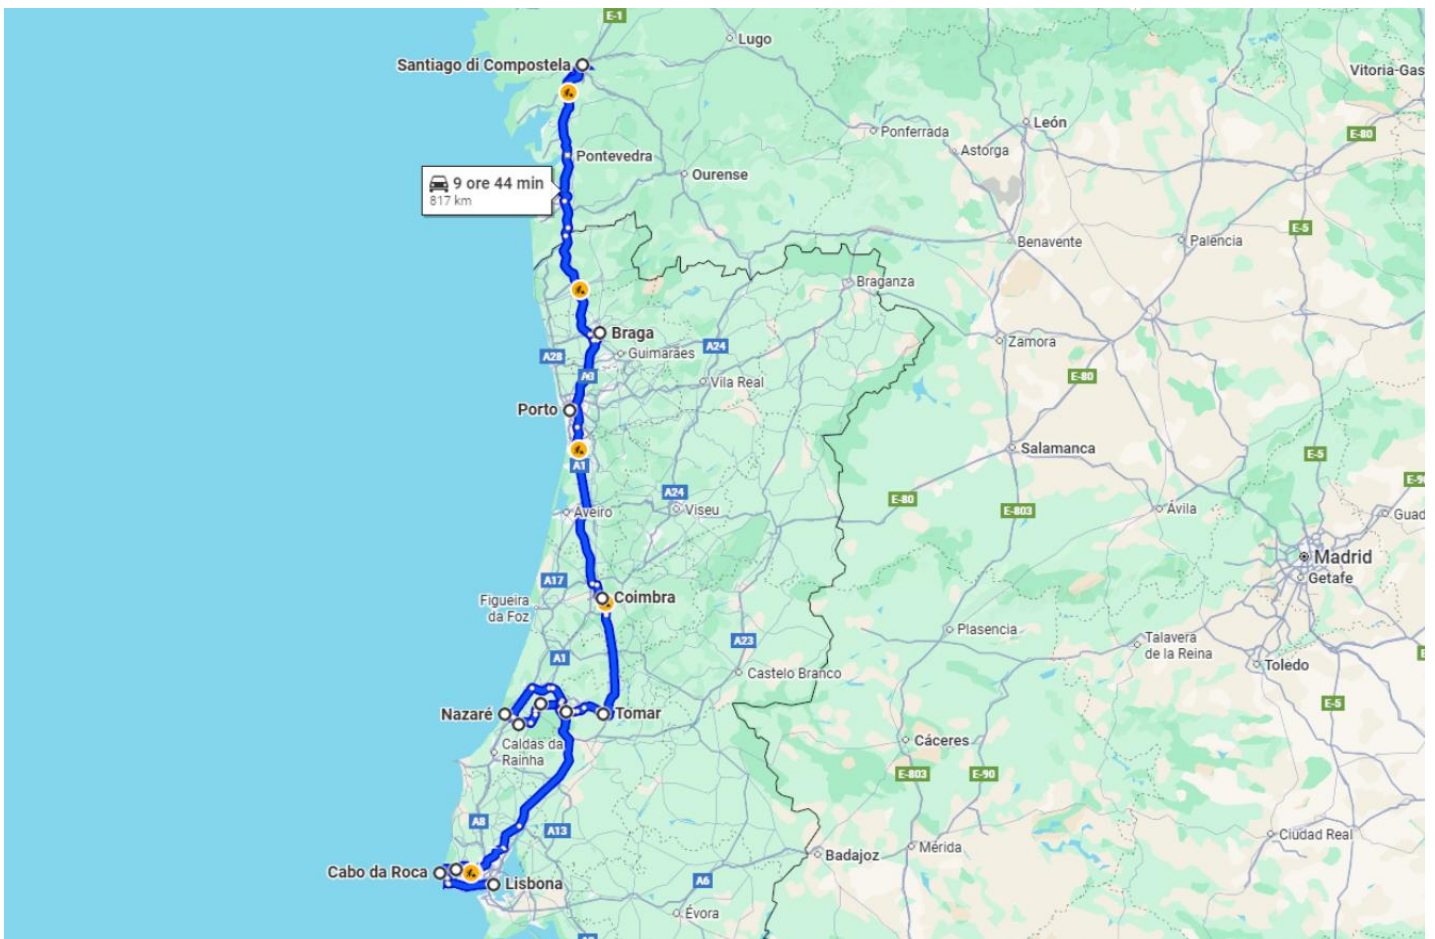 E-1
Lugo
Santiago di Compostela
Vitoria-Gas
León
Ponferrada
E-80
Astorga
Pontevedra
Ourense
9 ore 44 min
817 km
E-5
Benavente
Palencia
Braganza
Braga
Zamora
A28
Guimarães
A24
A3
Vila Real
E-80
Porto
Salamanca
E-5
A1
E-90
A24
E-80
Viseu
E-803
Ávila
Aveiro
Guad
Madrid
A17
Getafe
Coimbra
Figueira
da Foz
Plasencia
A23
Talavera
de la Reina
A1
Toledo
Castelo Branco
E-5
Nazaré
Tomar
Cáceres
Caldas da
Rainha
E-803
E-90
A8
A13
Ciudad Real
Mérida
Badajoz
Cabo da Roca
Lisbona
A6
Évora